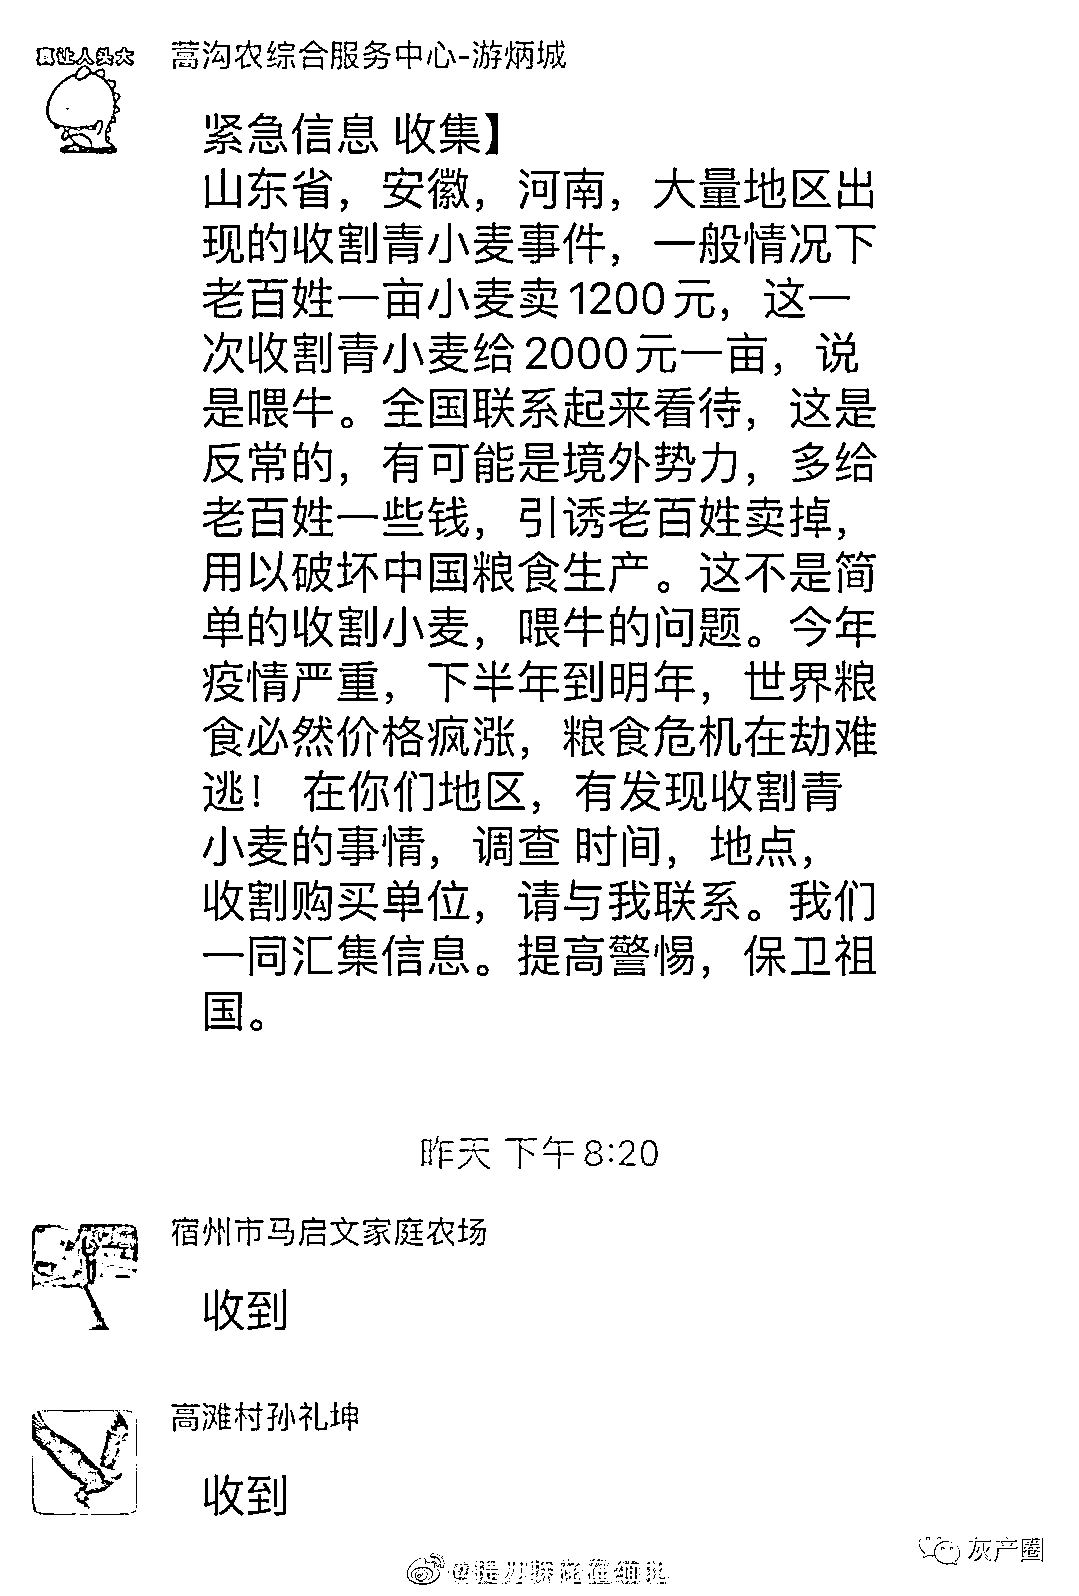 真让人头大
蒿沟农综合服务中心-游炳城
紧急信息 收集】
山东省，安徽，河南，大量地区出
现的收割青小麦事件，一般情况下
老百姓一亩小麦卖1200元，这一
次收割青小麦给2000元一亩，说
是喂牛。全国联系起来看待，这是
反常的，有可能是境外势力，多给
老百姓一些钱，引诱老百姓卖掉，
用以破坏中国粮食生产。这不是简
单的收割小麦，喂牛的问题。今年
疫情严重，下半年到明年，世界粮
食必然价格疯涨，粮食危机在劫难
逃！ 在你们地区，有发现收割青
小麦的事情，调查 时间，地点，
收割购买单位，请与我联系。我们
一同汇集信息。提高警惕，保卫祖
国。
昨天 下午8:20
宿州市马启文家庭农场
收到
高滩村孙礼坤
收到
灰产圈